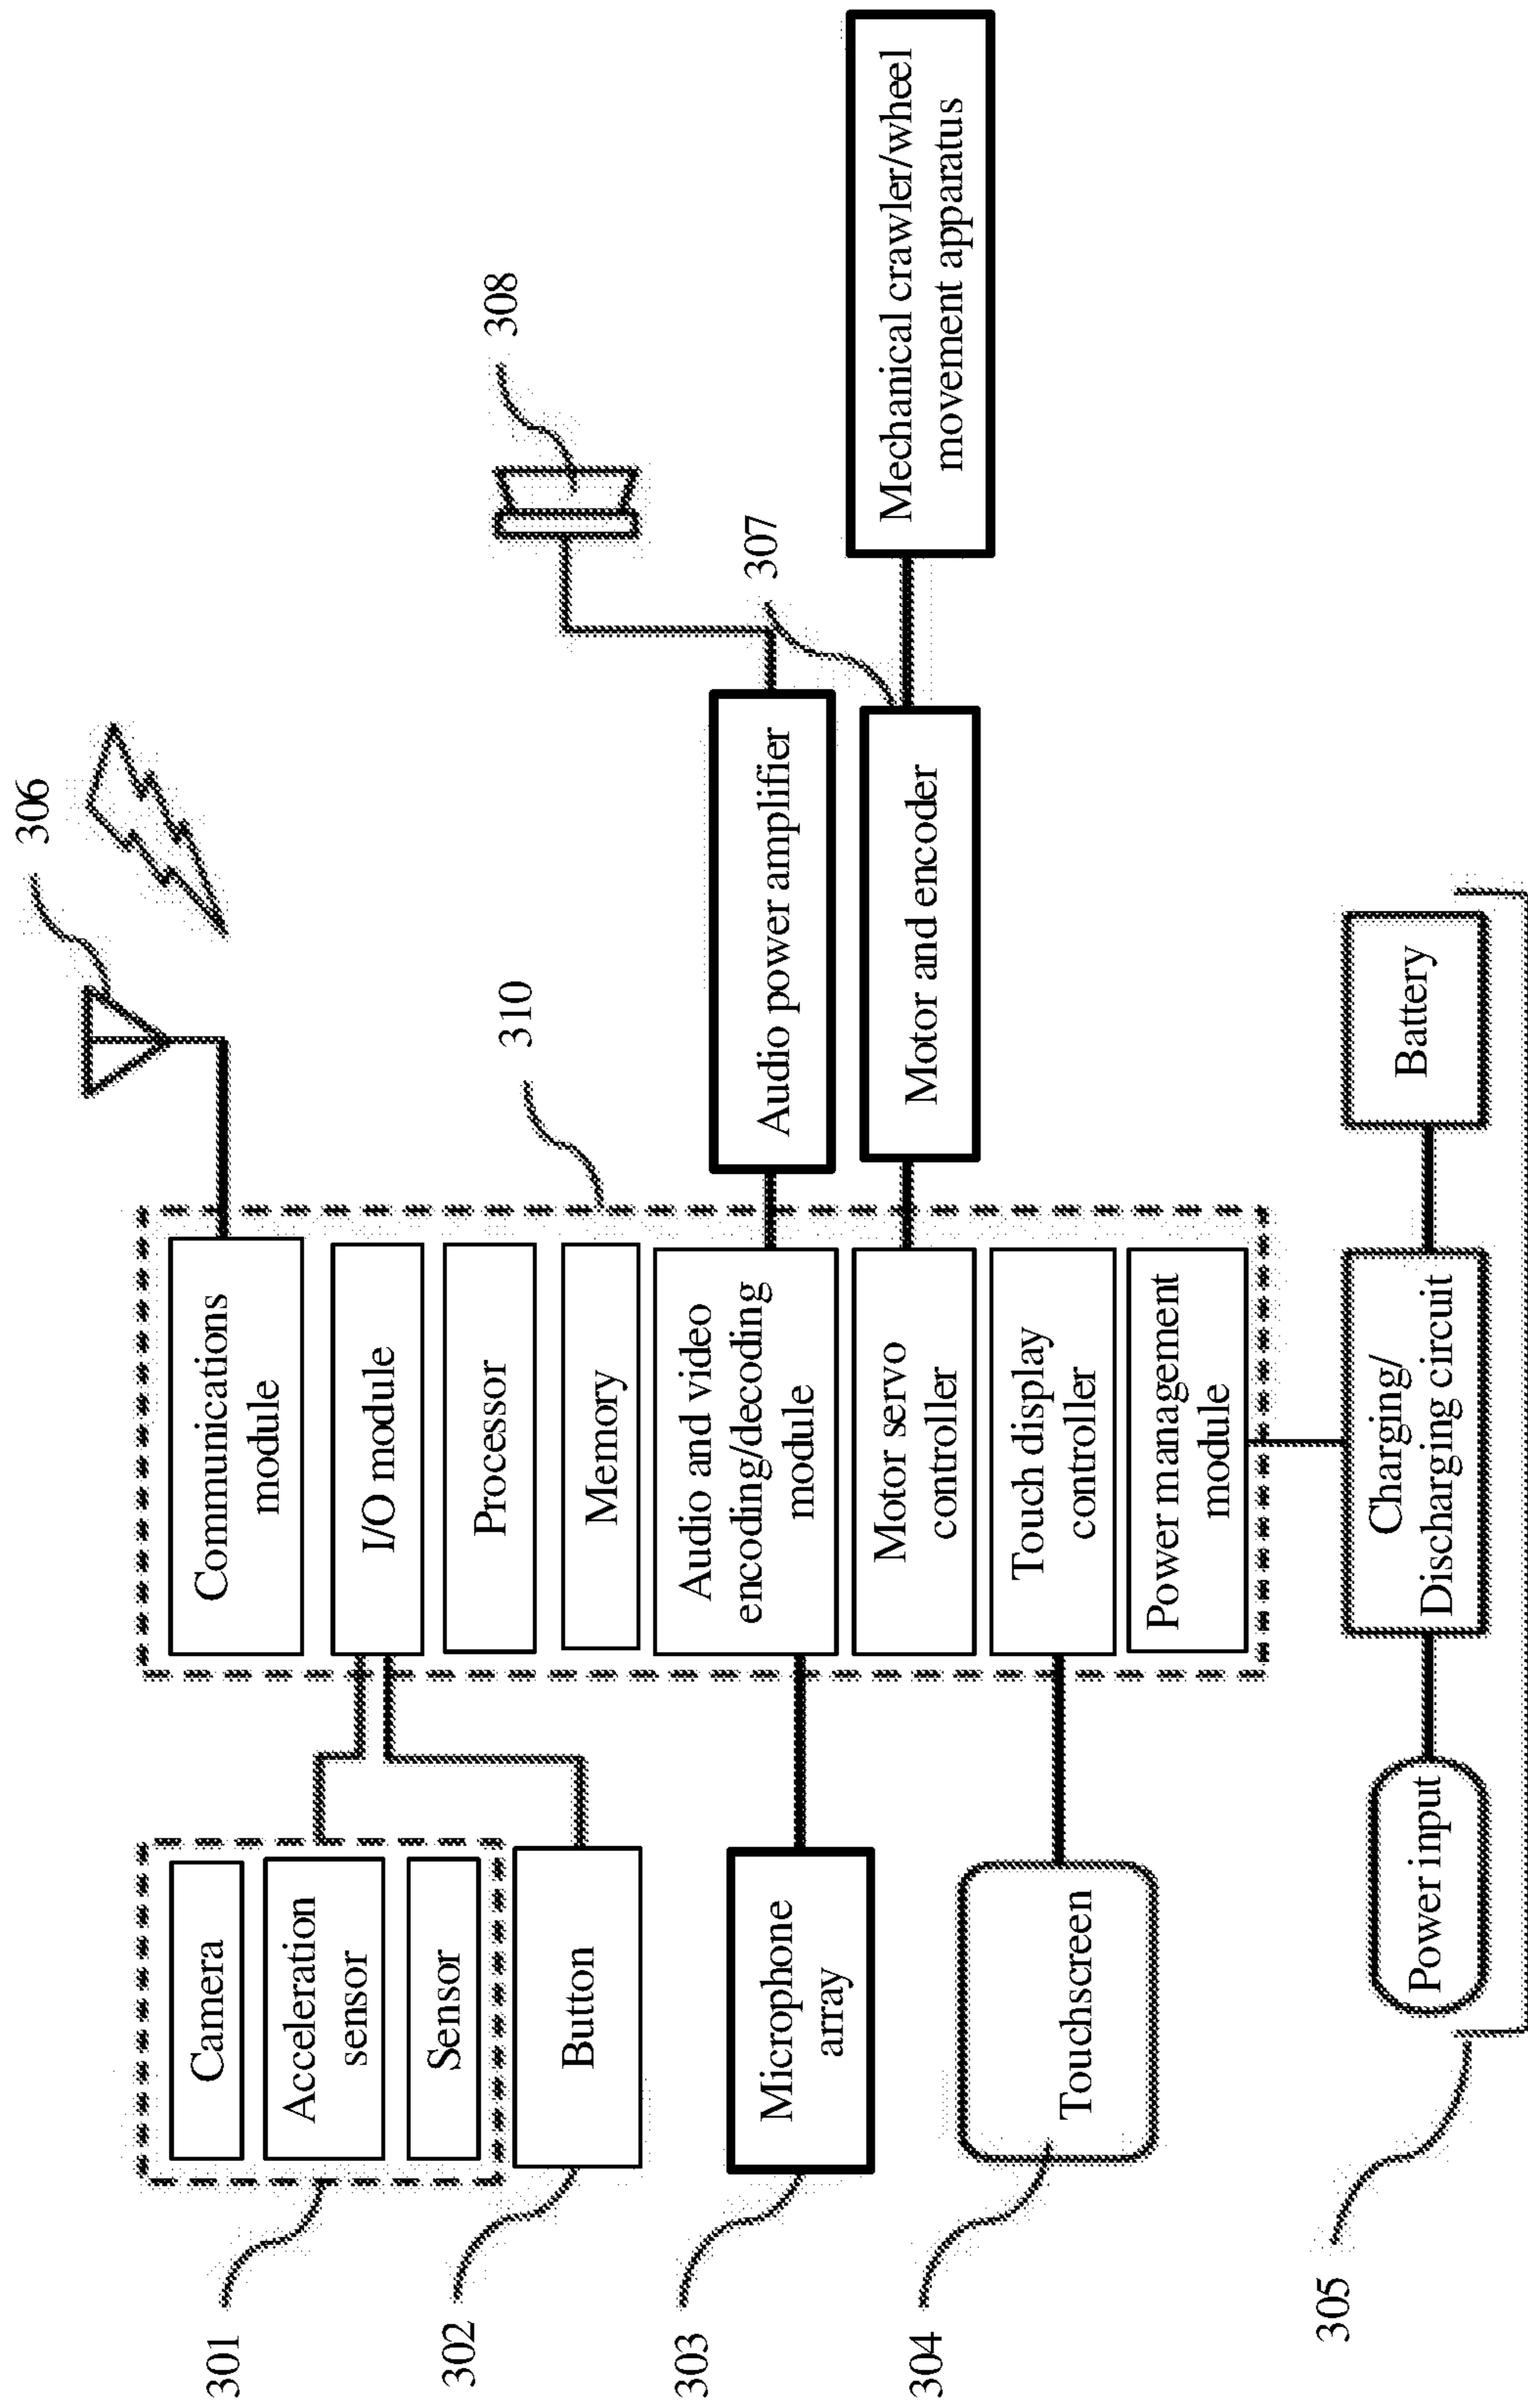 306
308
310
307
301
Camera
Acceleration
sensor
Sensor
302
Button
303
Microphone
array
304
Touchscreen
Communications
module
I/O module
Processor
Memory
Audio and video
encoding/decoding
module
Motor servo
controller
Touch display
controller
Power management
module
Audio power amplifier
Motor and encoder
Mechanical crawler/wheel
movement apparatus
305
Power input
Charging/
Discharging circuit
Battery